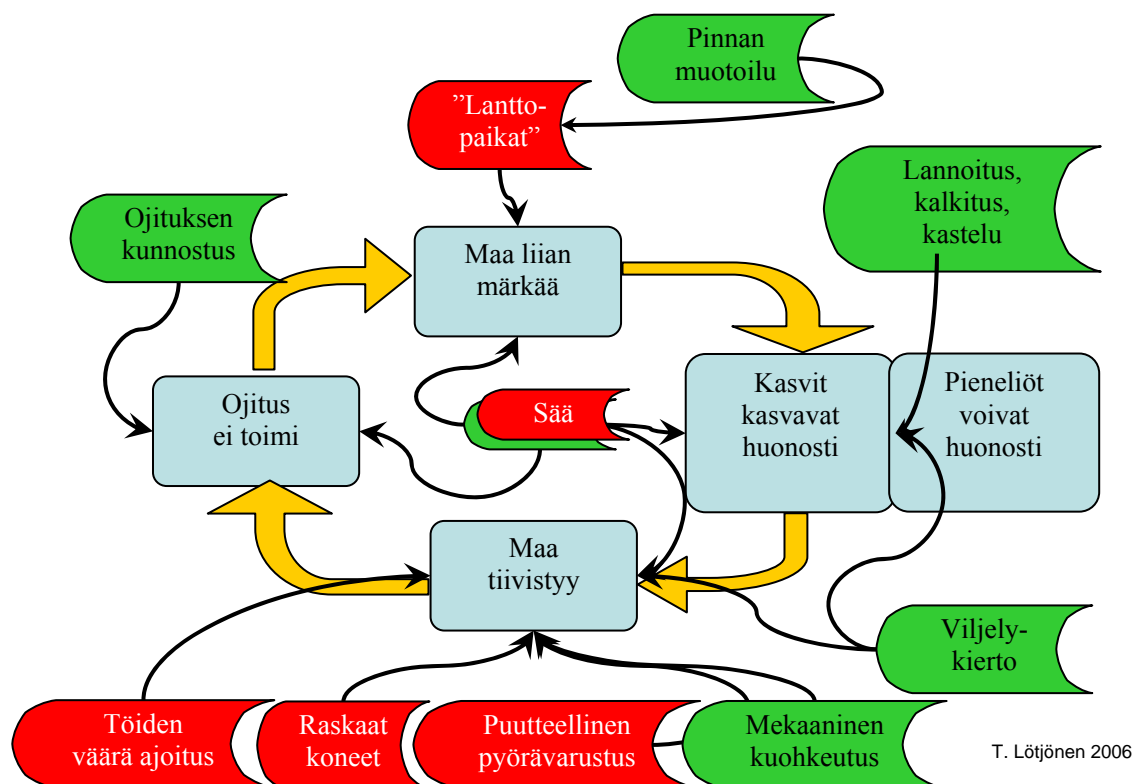 Pinnan
muotoilu
”Lantto-
paikat”
Lannoitus,
kalkitus,
kastelu
Ojituksen
kunnostus
Maa liian
märkää
Kasvit
kasvavat
huonosti
Pieneliöt
voivat
huonosti
Ojitus
ei toimi
Sää
Maa
tiivistyy
Viljely-
kierto
Töiden
väärä ajoitus
Raskaat
koneet
Puutteellinen
pyörävarustus
Mekaaninen
kuohkeutus
T. Lötjönen 2006